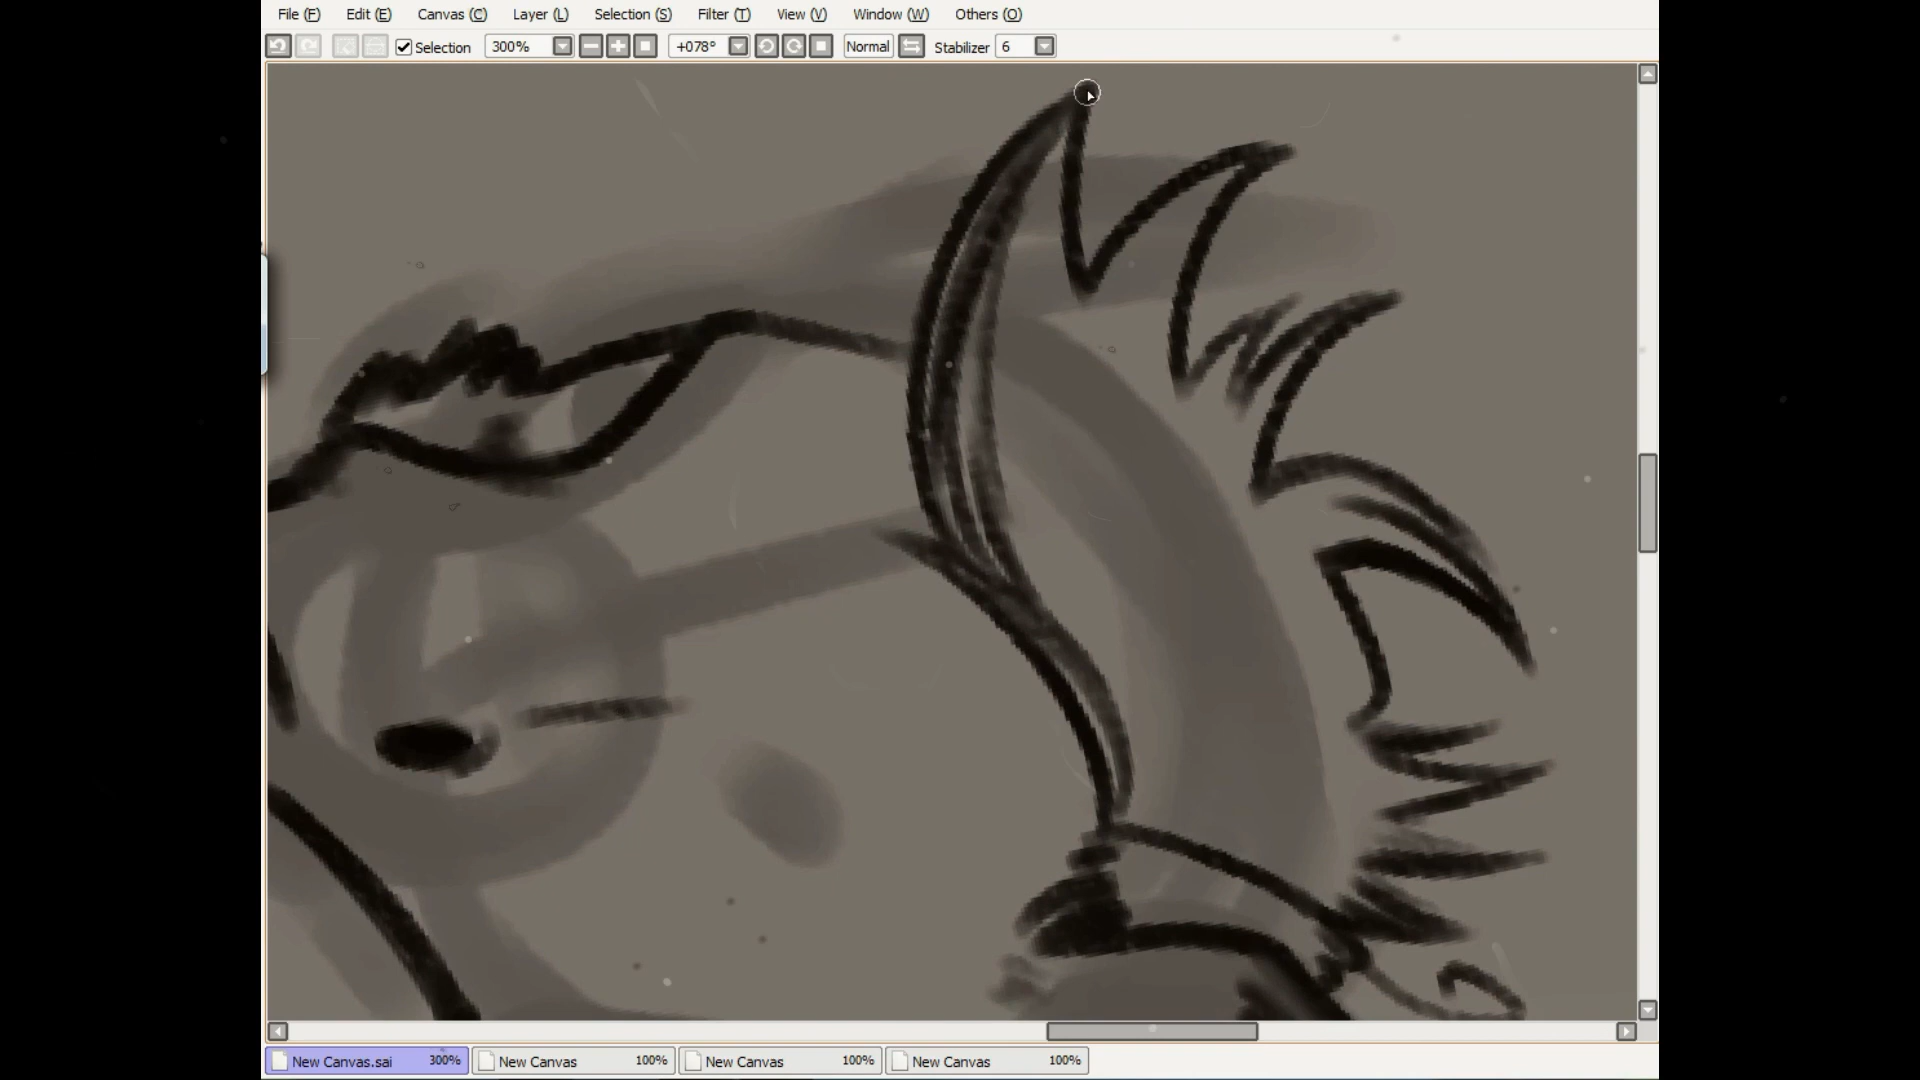 File (F) Edit (E) Canvas (C) Layer (L) Selection (S) Filter (T) View (V) Window (W) Others (O)
Selection 300% +078° Normal Stabilizer 6
New Canvas.sai 300% New Canvas 100% New Canvas 100% New Canvas 100%